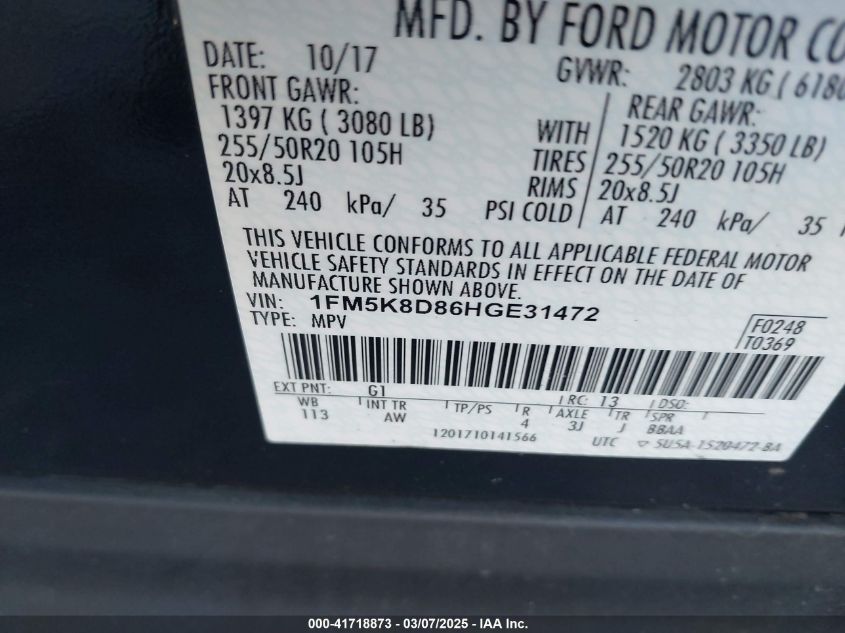 MFD. BY FORD MOTOR CO
DATE: 10/17 GVWR: 2803 KG ( 6180
FRONT GAWR: REAR GAWR:
1397 KG ( 3080 LB) WITH 1520 KG ( 3350 LB)
255/50R20 105H TIRES 255/50R20 105H
20x8.5J RIMS 20x8.5J
AT 240 kPa/ 35 PSI COLD AT 240 kPa/ 35
THIS VEHICLE CONFORMS TO ALL APPLICABLE FEDERAL MOTOR
VEHICLE SAFETY STANDARDS IN EFFECT ON THE DATE OF
MANUFACTURE SHOWN ABOVE.
VIN: 1FM5K8D86HGE31472
TYPE: MPV F0248
T0369
EXT PNT: G1 RC: 13 DSO:
WB INT TR TP/PS R AXLE TR SPR
113 AW 4 3J J BBAA
1201710141566 UTC ▽ 5U5A-1520472-BA
000-41718873 - 03/07/2025 - IAA Inc.